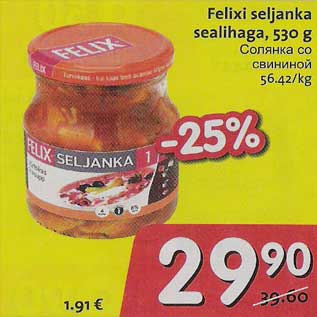 Felixi seljanka
sealihaga, 530 g
Солянка со
свининой
56.42/kg
FELIX
-25%
FELIX SELJANKA 1
29 90
39.60
1.91 €